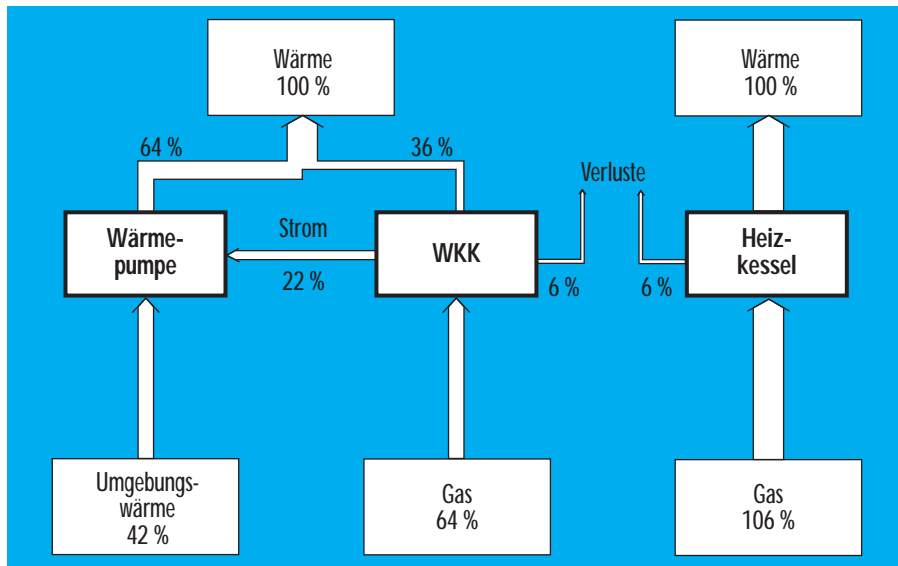 Wärme
100 %
Wärme
100 %
64 %
36 %
Verluste
Wärme-
pumpe
Strom
22 %
WKK
6 %
6 %
Heiz-
kessel
Umgebungs-
wärme
42 %
Gas
64 %
Gas
106 %